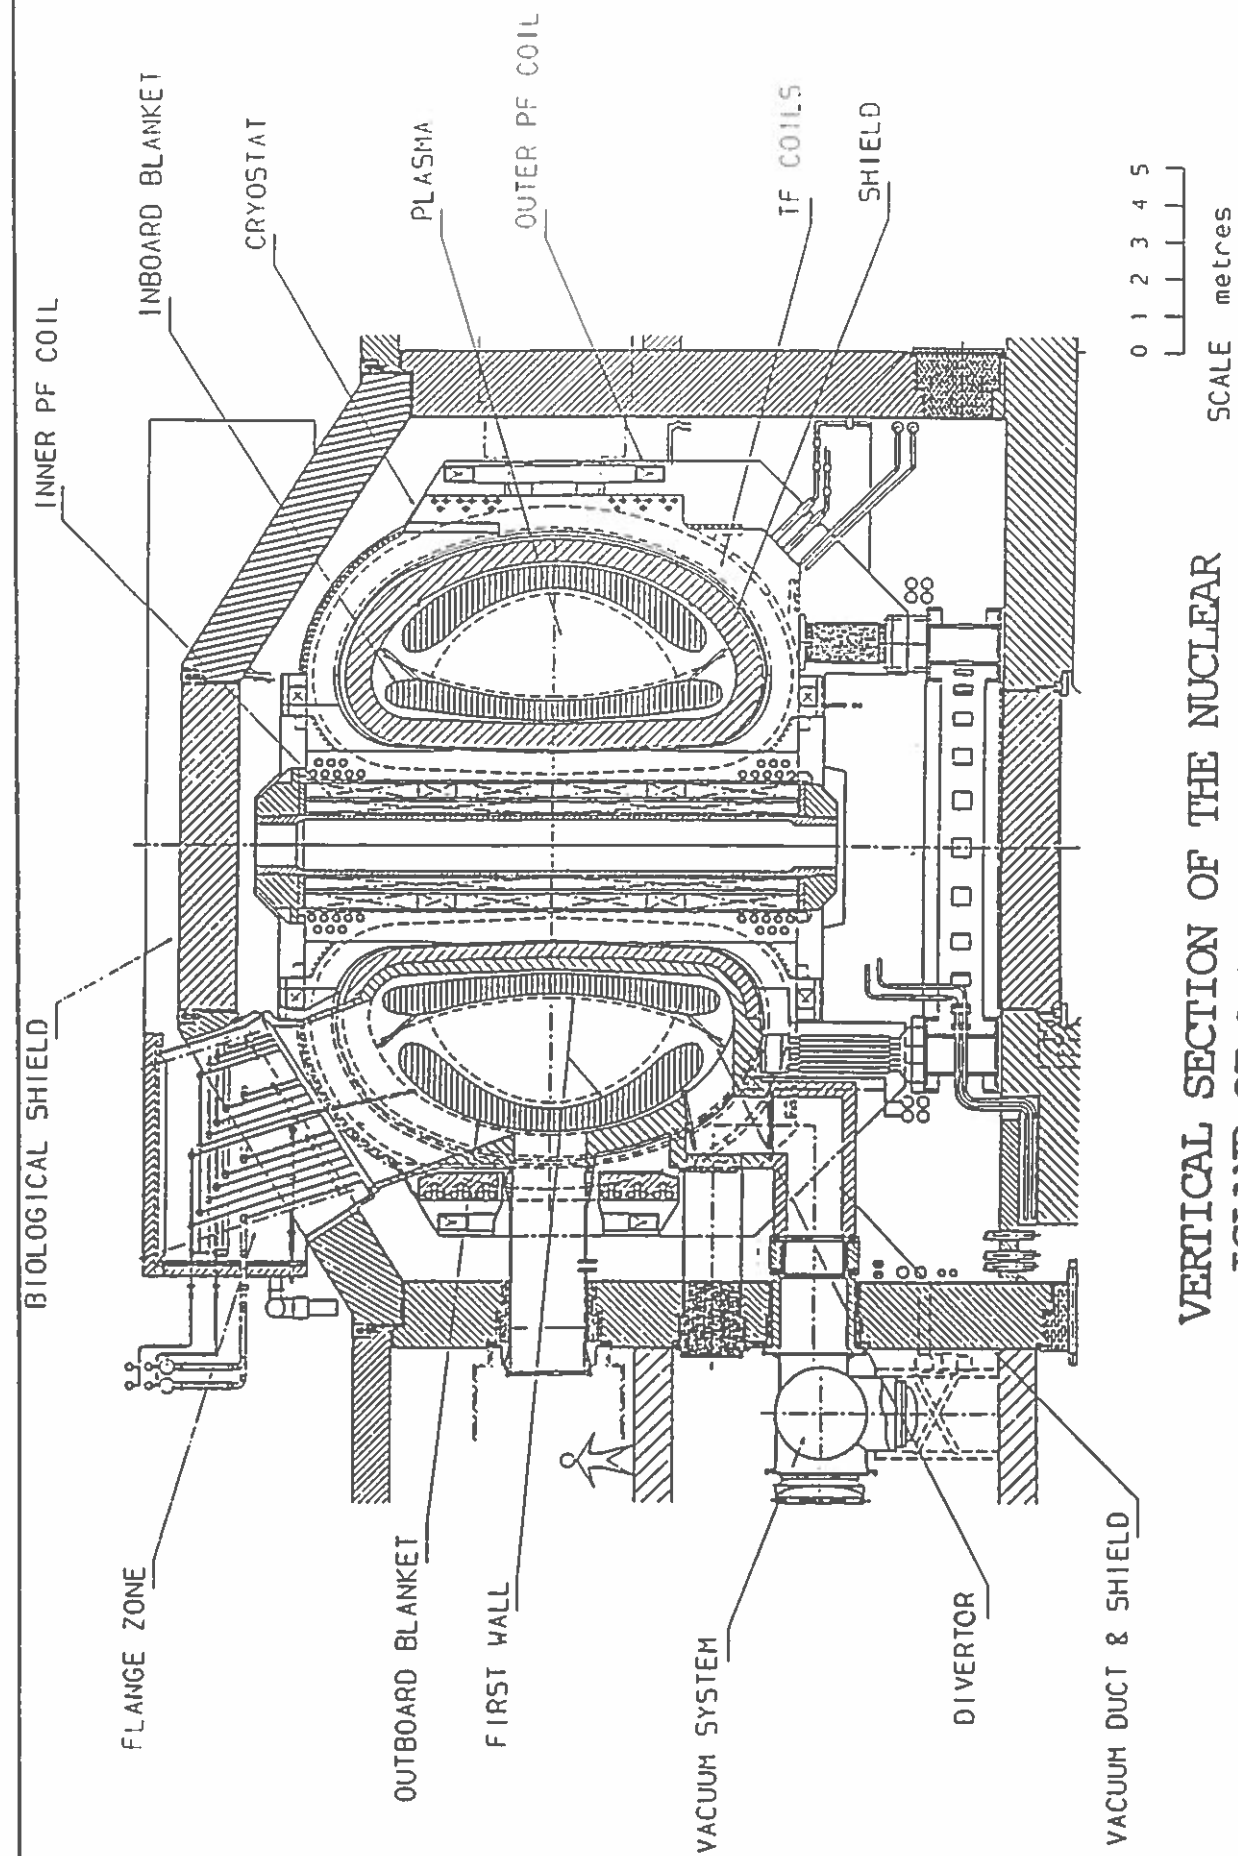 BIOLOGICAL SHIELD
INNER PF COIL
INBOARD BLANKET
CRYOSTAT
PLASMA
OUTER PF COIL
TF COILS
SHIELD
FLANGE ZONE
OUTBOARD BLANKET
FIRST WALL
VACUUM SYSTEM
DIVERTOR
VACUUM DUCT & SHIELD
0 1 2 3 4 5
SCALE metres
VERTICAL SECTION OF THE NUCLEAR